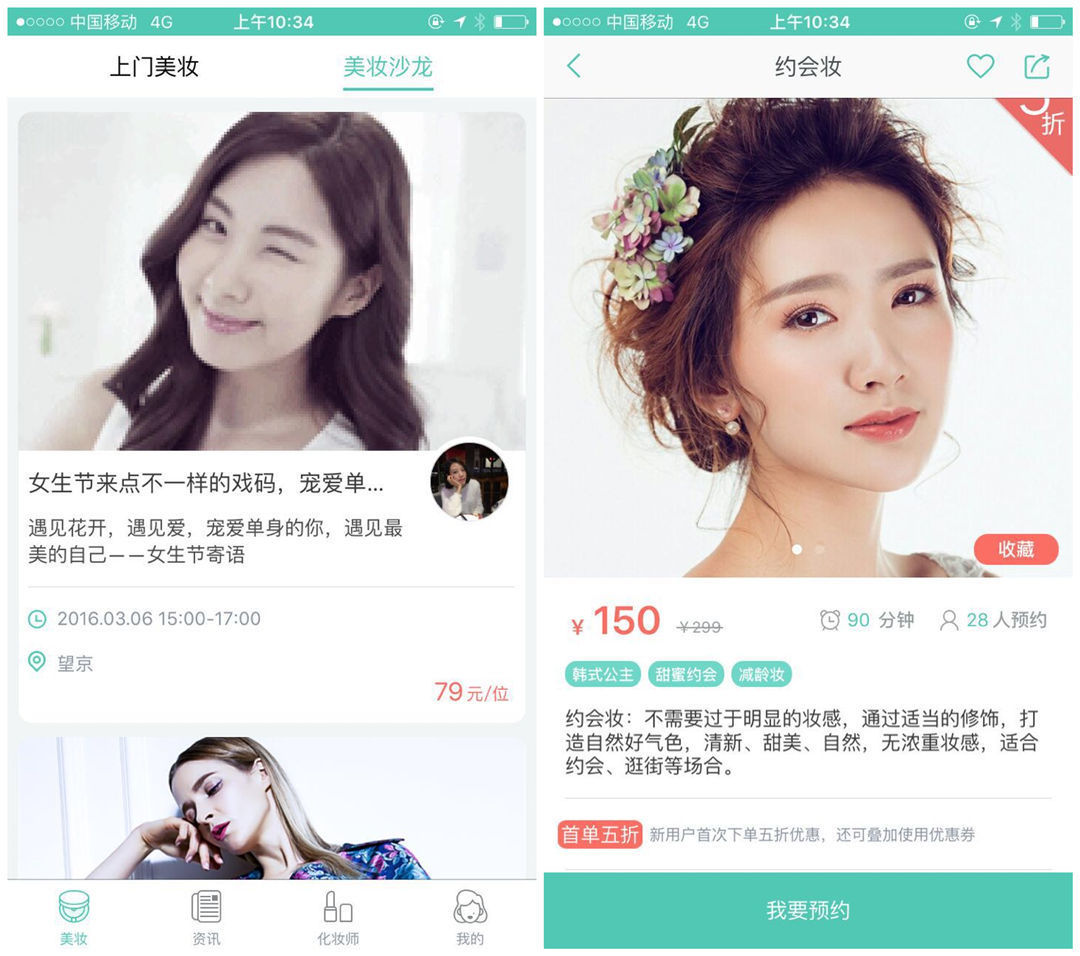 中国移动 4G 上午10:34
上门美妆 美妆沙龙
女生节来点不一样的戏码，宠爱单...
遇见花开，遇见爱，宠爱单身的你，遇见最
美的自己——女生节寄语
2016.03.06 15:00-17:00
望京
79元/位
美妆 资讯 化妆师 我的
中国移动 4G 上午10:34
约会妆
折
收藏
¥ 150 ¥299 90 分钟 28 人预约
韩式公主 甜蜜约会 减龄妆
约会妆：不需要过于明显的妆感，通过适当的修饰，打
造自然好气色，清新、甜美、自然，无浓重妆感，适合
约会、逛街等场合。
首单五折 新用户首次下单五折优惠，还可叠加使用优惠券
我要预约